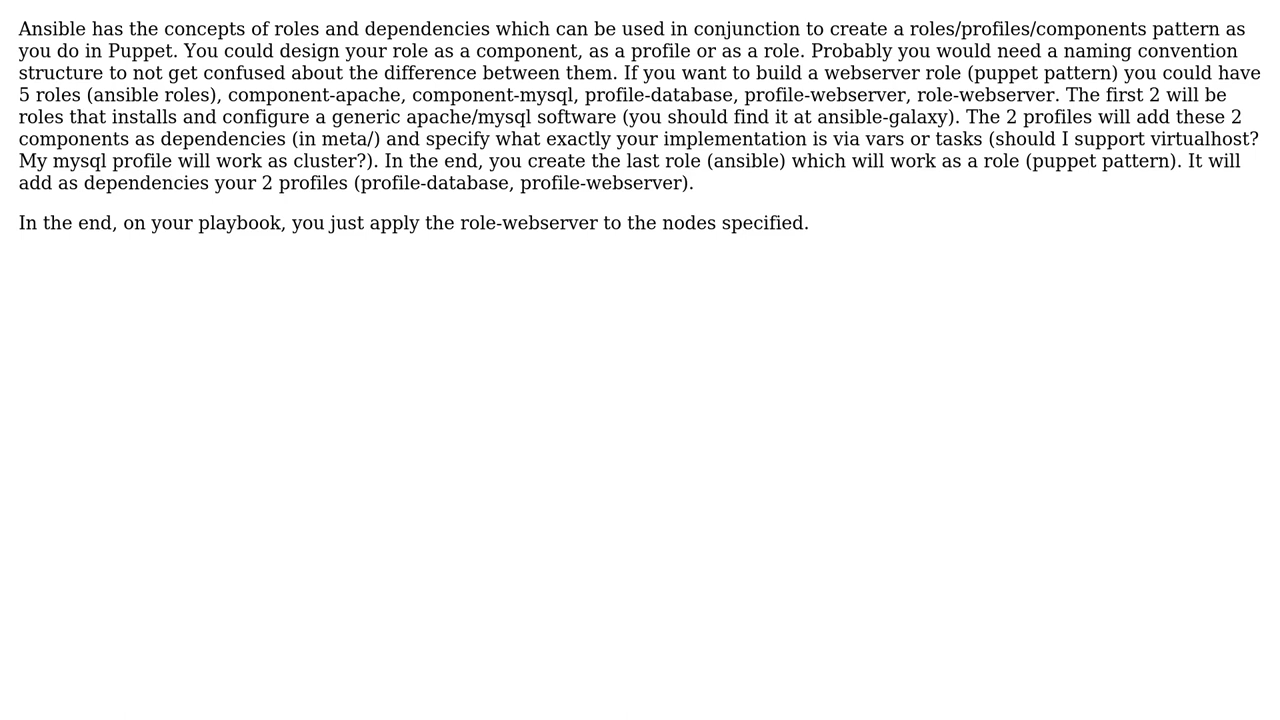 Ansible has the concepts of roles and dependencies which can be used in conjunction to create a roles/profiles/components pattern as
you do in Puppet. You could design your role as a component, as a profile or as a role. Probably you would need a naming convention
structure to not get confused about the difference between them. If you want to build a webserver role (puppet pattern) you could have
5 roles (ansible roles), component-apache, component-mysql, profile-database, profile-webserver, role-webserver. The first 2 will be
roles that installs and configure a generic apache/mysql software (you should find it at ansible-galaxy). The 2 profiles will add these 2
components as dependencies (in meta/) and specify what exactly your implementation is via vars or tasks (should I support virtualhost?
My mysql profile will work as cluster?). In the end, you create the last role (ansible) which will work as a role (puppet pattern). It will
add as dependencies your 2 profiles (profile-database, profile-webserver).
In the end, on your playbook, you just apply the role-webserver to the nodes specified.